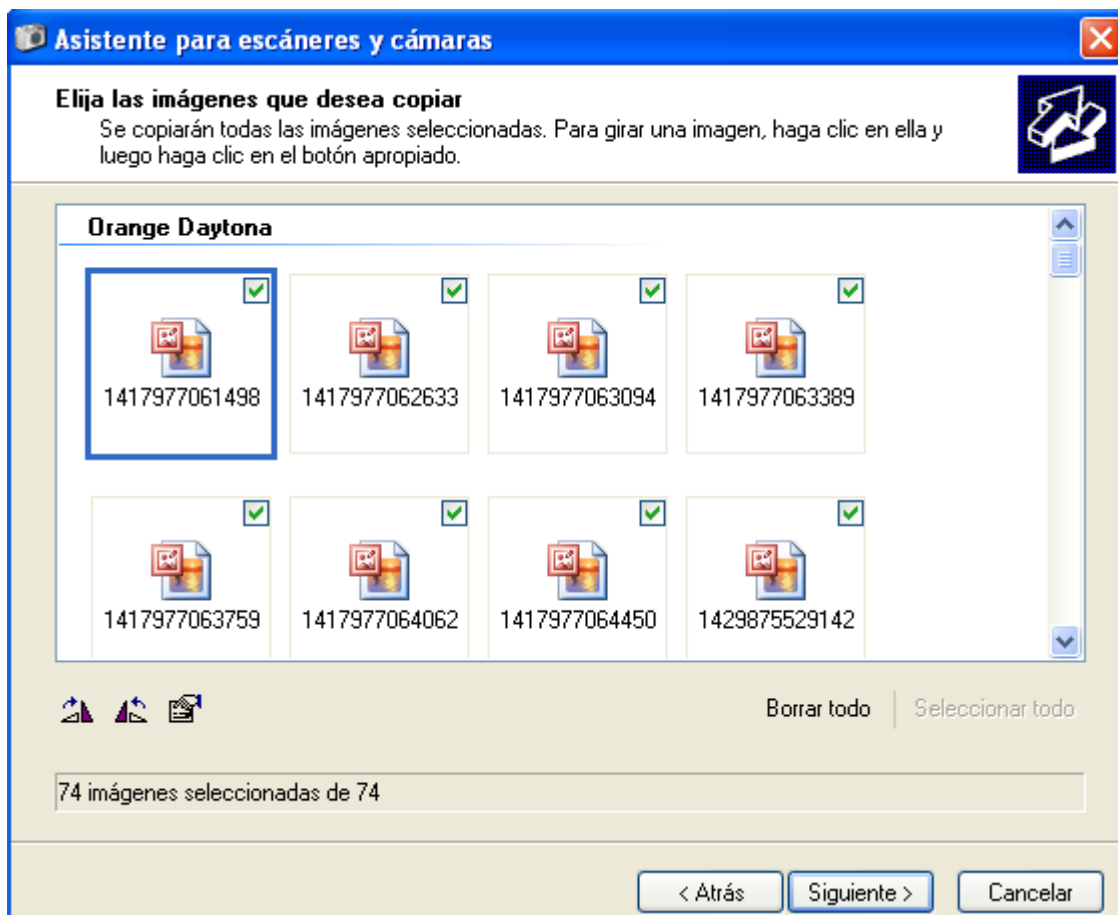 Asistente para escáneres y cámaras
Elija las imágenes que desea copiar
Se copiarán todas las imágenes seleccionadas. Para girar una imagen, haga clic en ella y
luego haga clic en el botón apropiado.
Orange Daytona
1417977061498 1417977062633 1417977063094 1417977063389
1417977063759 1417977064062 1417977064450 1429875529142
Borrar todo Seleccionar todo
74 imágenes seleccionadas de 74
< Atrás Siguiente > Cancelar